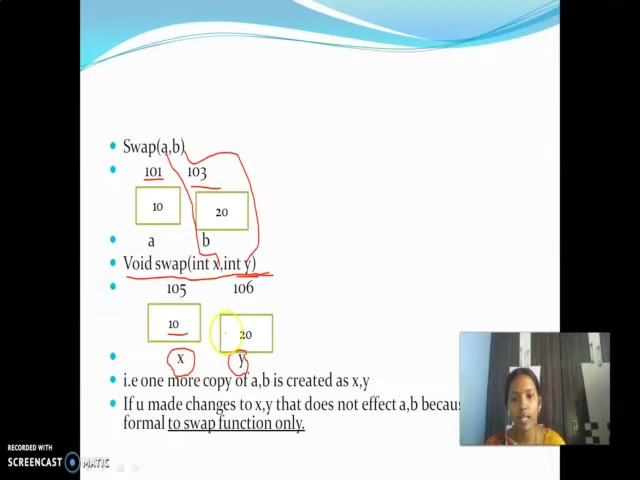 Swap(a,b)
101 103
10 20
a b
Void swap(int x,int y)
105 106
10 20
x y
i.e one more copy of a,b is created as x,y
If u made changes to x,y that does not effect a,b becaus
formal to swap function only.
RECORDED WITH
SCREENCAST MATIC